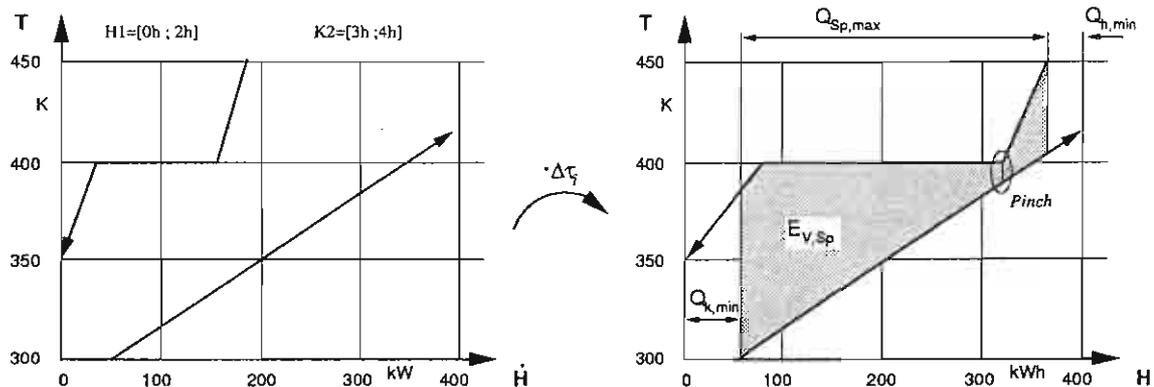 T
H1=[0h ; 2h]
K2=[3h ;4h]
450
K
400
350
300
0
100
200
300
kW
400
Ḣ
·Δτᵢ
T
Q_Sp,max
Q_h,min
450
K
400
Pinch
E_V,Sp
350
Q_k,min
300
0
100
200
300
kWh
400
H